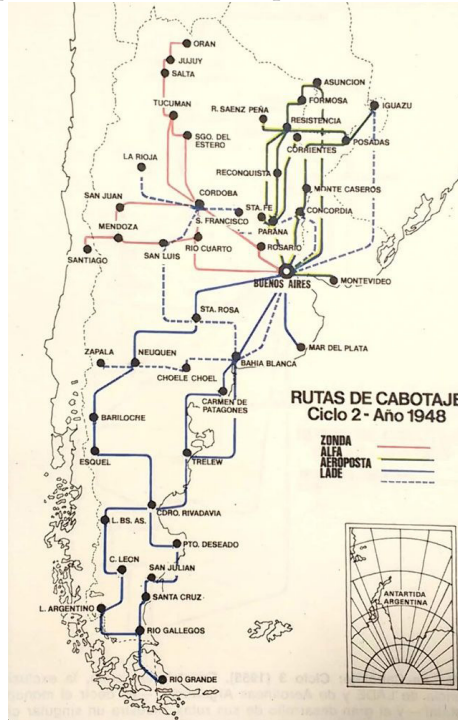 ORAN
JUJUY
SALTA
ASUNCION
FORMOSA
IGUAZU
TUCUMAN
R. SAENZ PEÑA
RESISTENCIA
SGO. DEL
ESTERO
CORRIENTES
POSADAS
LA RIOJA
RECONQUISTA
MONTE CASEROS
SAN JUAN
CORDOBA
STA. FE
CONCORDIA
S. FRANCISCO
MENDOZA
PARANA
SANTIAGO
RIO CUARTO
ROSARIO
SAN LUIS
BUENOS AIRES
MONTEVIDEO
STA. ROSA
ZAPALA
NEUQUEN
MAR DEL PLATA
BAHIA BLANCA
CHOELE CHOEL
CARMEN DE
PATAGONES
RUTAS DE CABOTAJE
Ciclo 2 - Año 1948
ZONDA
ALFA
AEROPOSTA
LADE
BARILOCHE
ESQUEL
TRELEW
CDRO. RIVADAVIA
L. BS. AS.
PTO. DESEADO
C. LEON
SAN JULIAN
SANTA CRUZ
L. ARGENTINO
RIO GALLEGOS
RIO GRANDE
ANTARTIDA
ARGENTINA